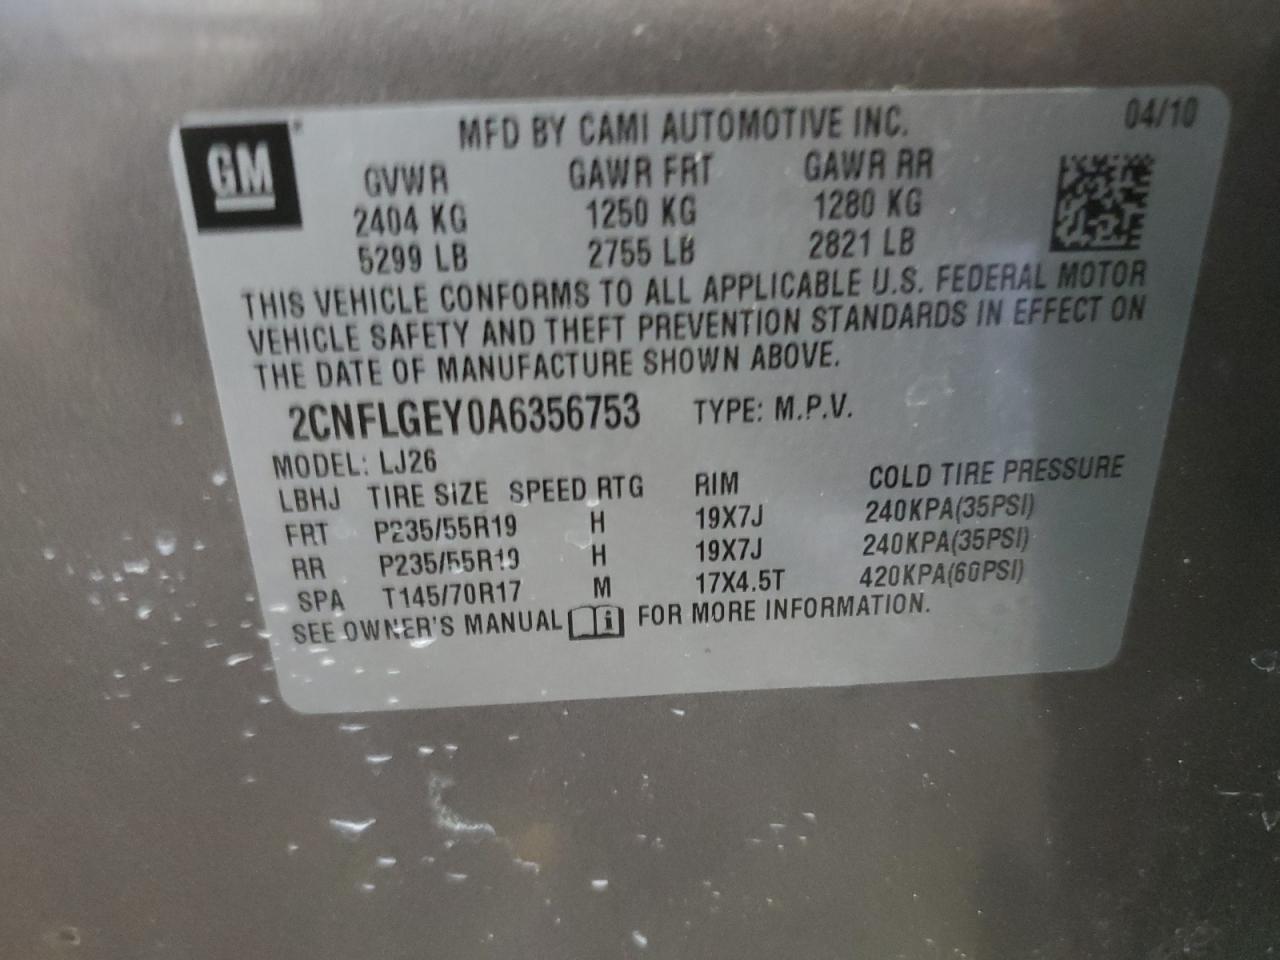 04/10
GM
MFD BY CAMI AUTOMOTIVE INC.
GVWR GAWR FRT GAWR RR
2404 KG 1250 KG 1280 KG
5299 LB 2755 LB 2821 LB
THIS VEHICLE CONFORMS TO ALL APPLICABLE U.S. FEDERAL MOTOR
VEHICLE SAFETY AND THEFT PREVENTION STANDARDS IN EFFECT ON
THE DATE OF MANUFACTURE SHOWN ABOVE.
2CNFLGEY0A6356753 TYPE: M.P.V.
MODEL: LJ26
LBHJ TIRE SIZE SPEED RTG RIM COLD TIRE PRESSURE
FRT P235/55R19 H 19X7J 240KPA(35PSI)
RR P235/55R19 H 19X7J 240KPA(35PSI)
SPA T145/70R17 M 17X4.5T 420KPA(60PSI)
SEE OWNER'S MANUAL i FOR MORE INFORMATION.